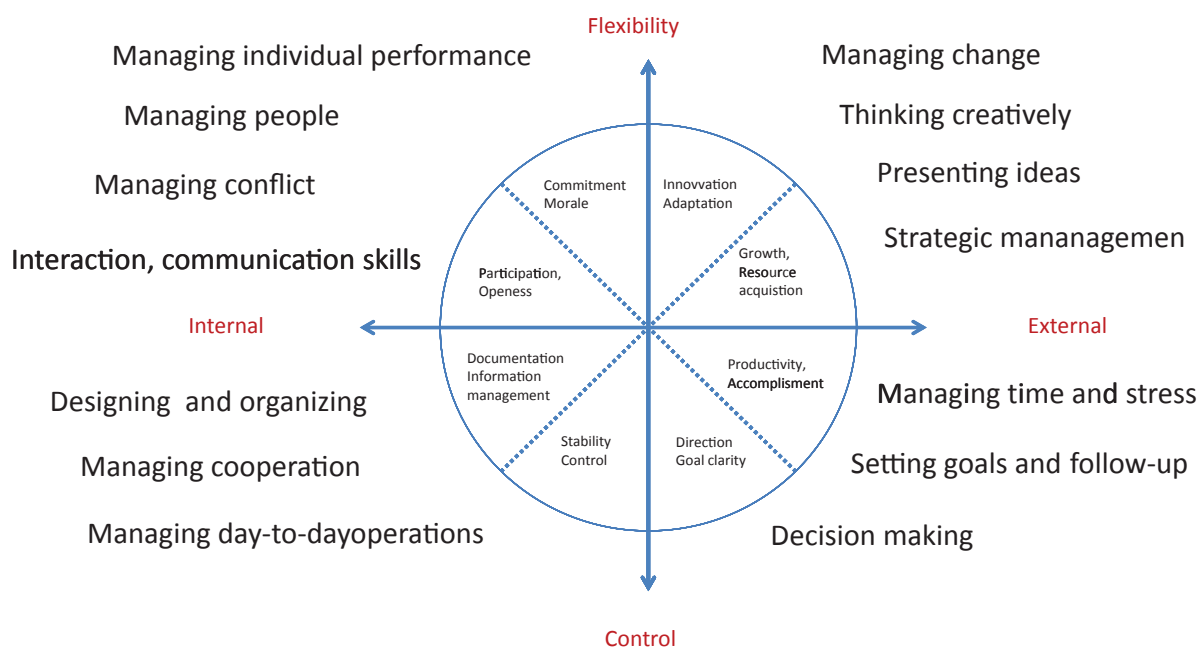 Flexibility
Managing individual performance
Managing change
Managing people
Thinking creatively
Managing conflict
Presenting ideas
Commitment
Morale
Innovvation
Adaptation
Strategic mananagemen
Interaction, communication skills
Participation,
Openess
Growth,
Resource
acquistion
Internal
External
Documentation
Information
management
Productivity,
Accomplisment
Designing and organizing
Managing time and stress
Stability
Control
Direction
Goal clarity
Managing cooperation
Setting goals and follow-up
Managing day-to-dayoperations
Decision making
Control